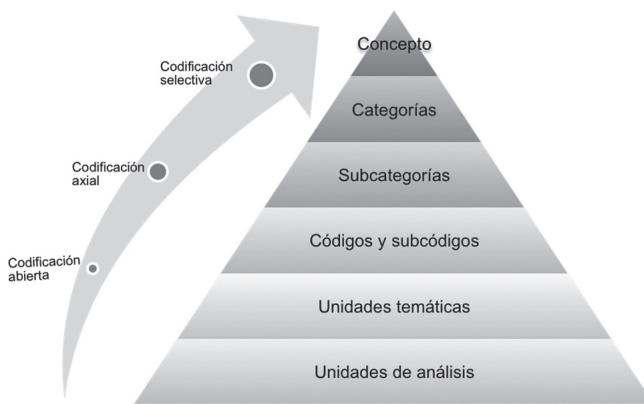 Concepto
Codificación
selectiva
Categorías
Codificación
axial
Subcategorías
Códigos y subcódigos
Codificación
abierta
Unidades temáticas
Unidades de análisis